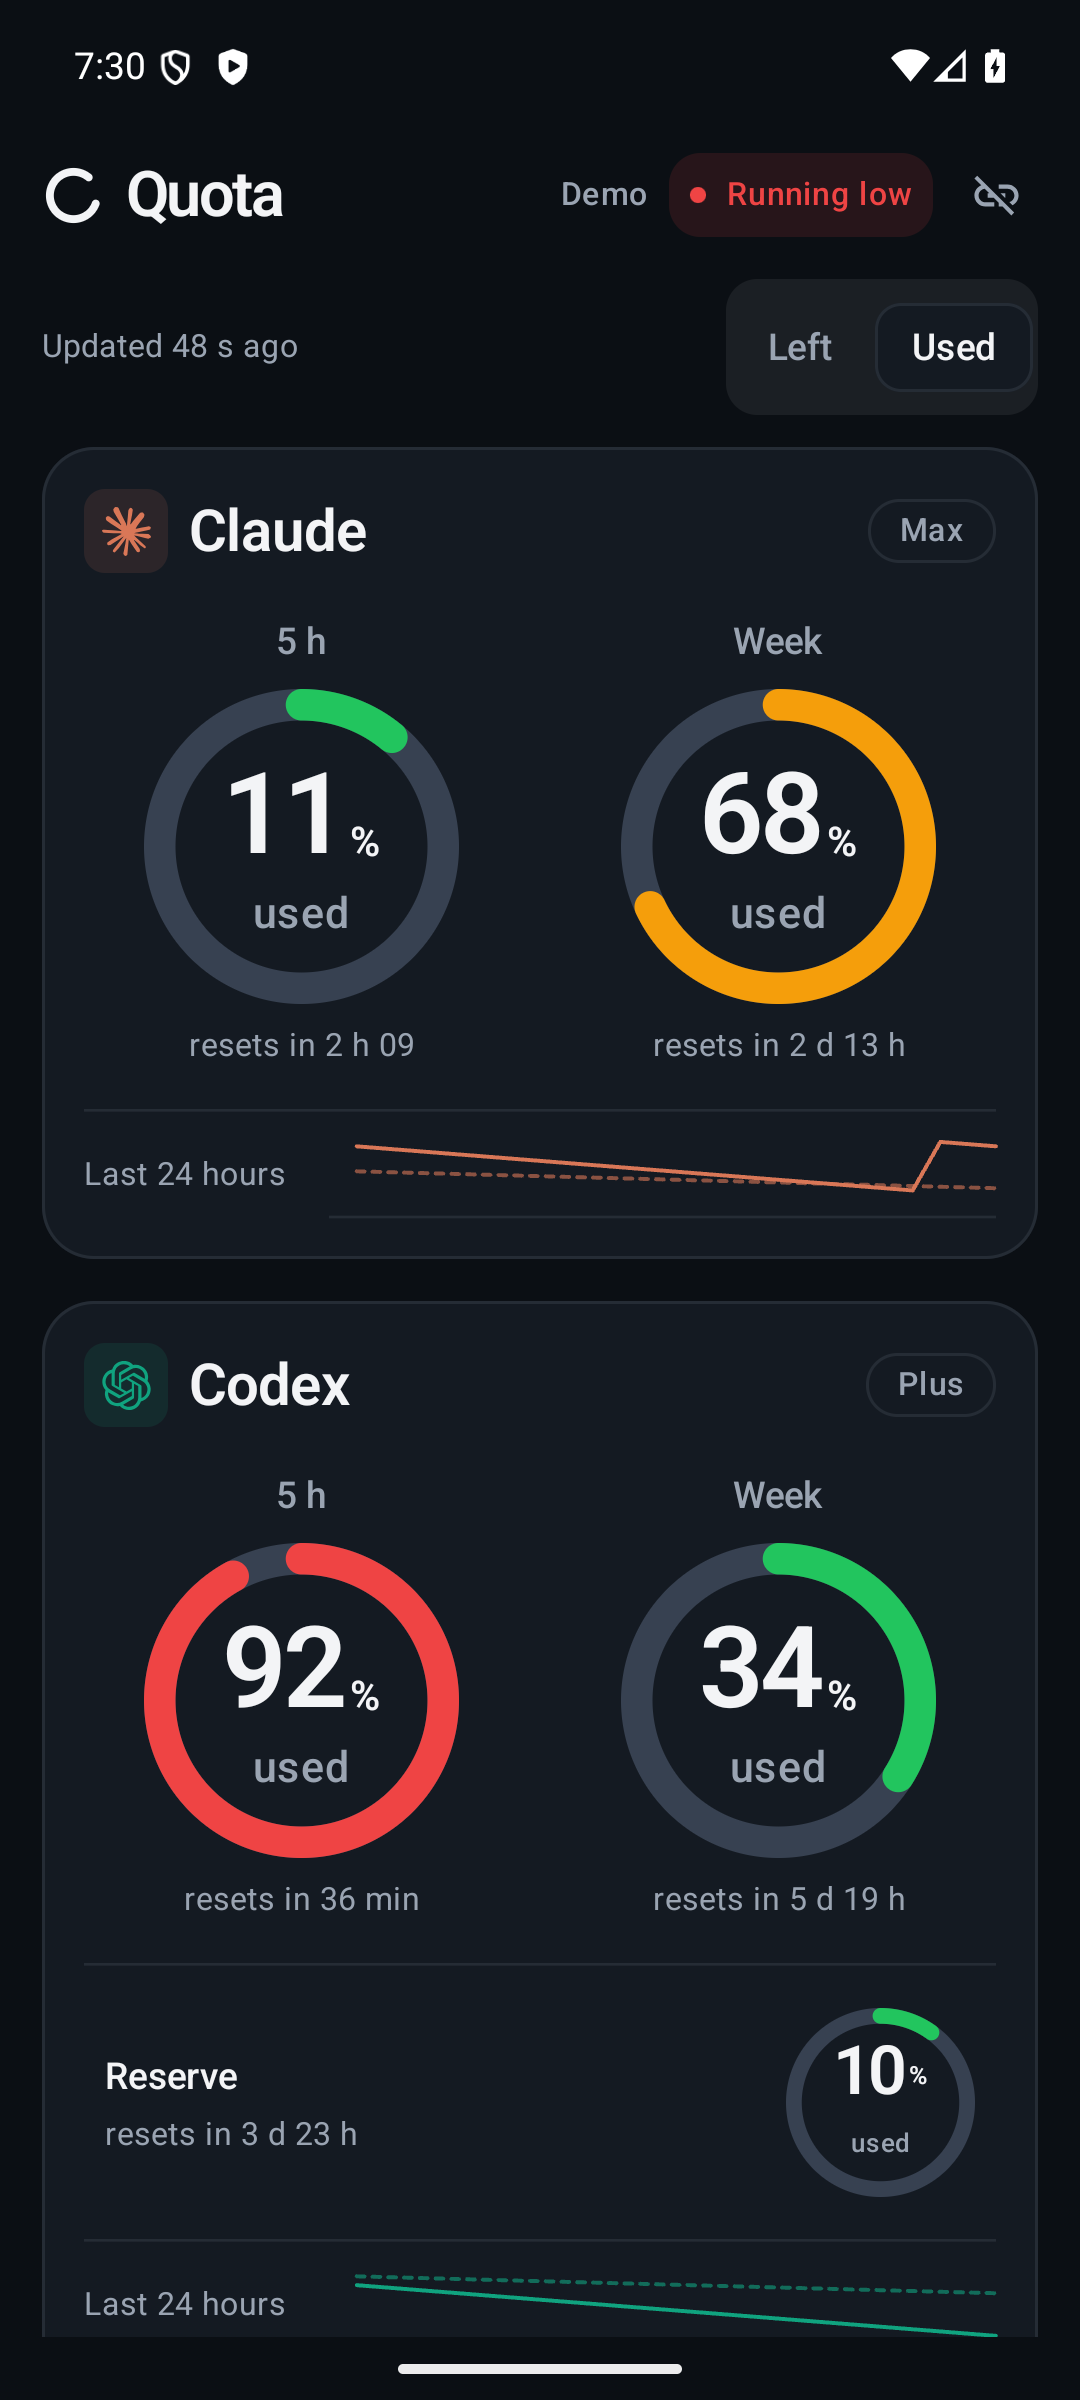 7:30
Quota
Demo
Running low
Updated 48 s ago
Left
Used
Claude
Max
5 h
Week
11%
used
68%
used
resets in 2 h 09
resets in 2 d 13 h
Last 24 hours
Codex
Plus
5 h
Week
92%
used
34%
used
resets in 36 min
resets in 5 d 19 h
Reserve
resets in 3 d 23 h
10%
used
Last 24 hours